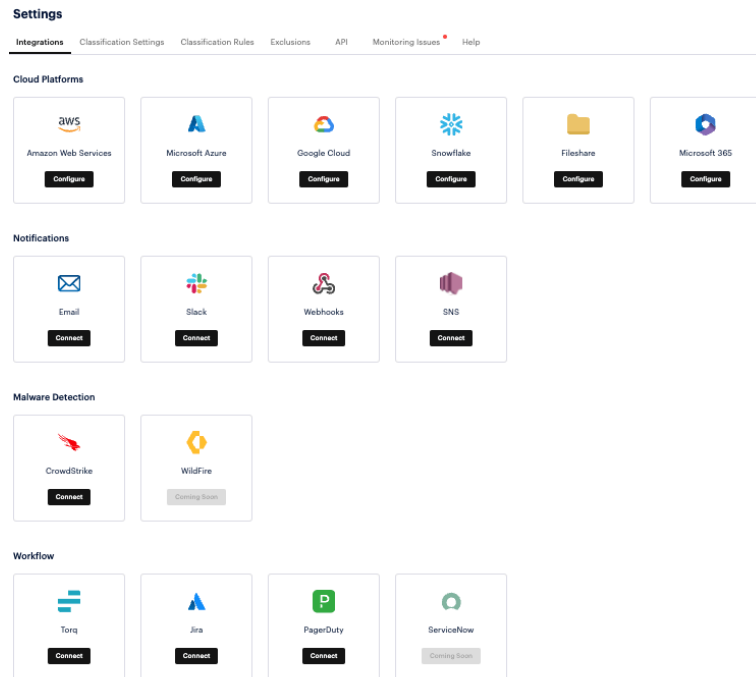 Settings
Integrations Classification Settings Classification Rules Exclusions API Monitoring Issues Help
Cloud Platforms
aws
Amazon Web Services Microsoft Azure Google Cloud Snowflake Fileshare Microsoft 365
Configure Configure Configure Configure Configure Configure
Notifications
Email Slack Webhooks SNS
Connect Connect Connect Connect
Malware Detection
CrowdStrike WildFire
Connect Coming Soon
Workflow
P
Torq Jira PagerDuty ServiceNow
Connect Connect Connect Coming Soon